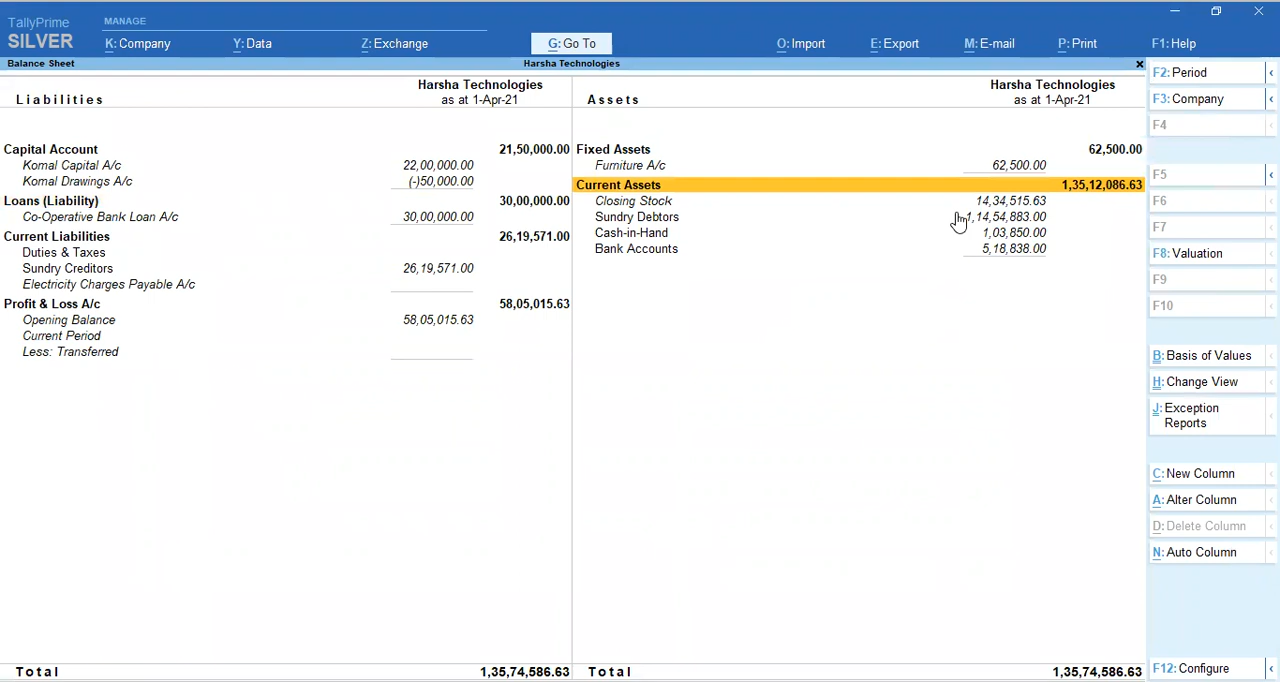 TallyPrime
SILVER
MANAGE
K: Company
Y: Data
Z: Exchange
G: Go To
O: Import
E: Export
M: E-mail
P: Print
F1: Help
Balance Sheet
Harsha Technologies
×
Liabilities
Harsha Technologies
as at 1-Apr-21
Capital Account 21,50,000.00
Komal Capital A/c 22,00,000.00
Komal Drawings A/c (-)50,000.00
Loans (Liability) 30,00,000.00
Co-Operative Bank Loan A/c 30,00,000.00
Current Liabilities 26,19,571.00
Duties & Taxes
Sundry Creditors 26,19,571.00
Electricity Charges Payable A/c
Profit & Loss A/c 58,05,015.63
Opening Balance 58,05,015.63
Current Period
Less: Transferred
Total 1,35,74,586.63
Assets
Harsha Technologies
as at 1-Apr-21
Fixed Assets 62,500.00
Furniture A/c 62,500.00
Current Assets 1,35,12,086.63
Closing Stock 14,34,515.63
Sundry Debtors 1,14,54,883.00
Cash-in-Hand 1,03,850.00
Bank Accounts 5,18,838.00
Total 1,35,74,586.63
F2: Period
F3: Company
F4
F5
F6
F7
F8: Valuation
F9
F10
B: Basis of Values
H: Change View
J: Exception
Reports
C: New Column
A: Alter Column
D: Delete Column
N: Auto Column
F12: Configure